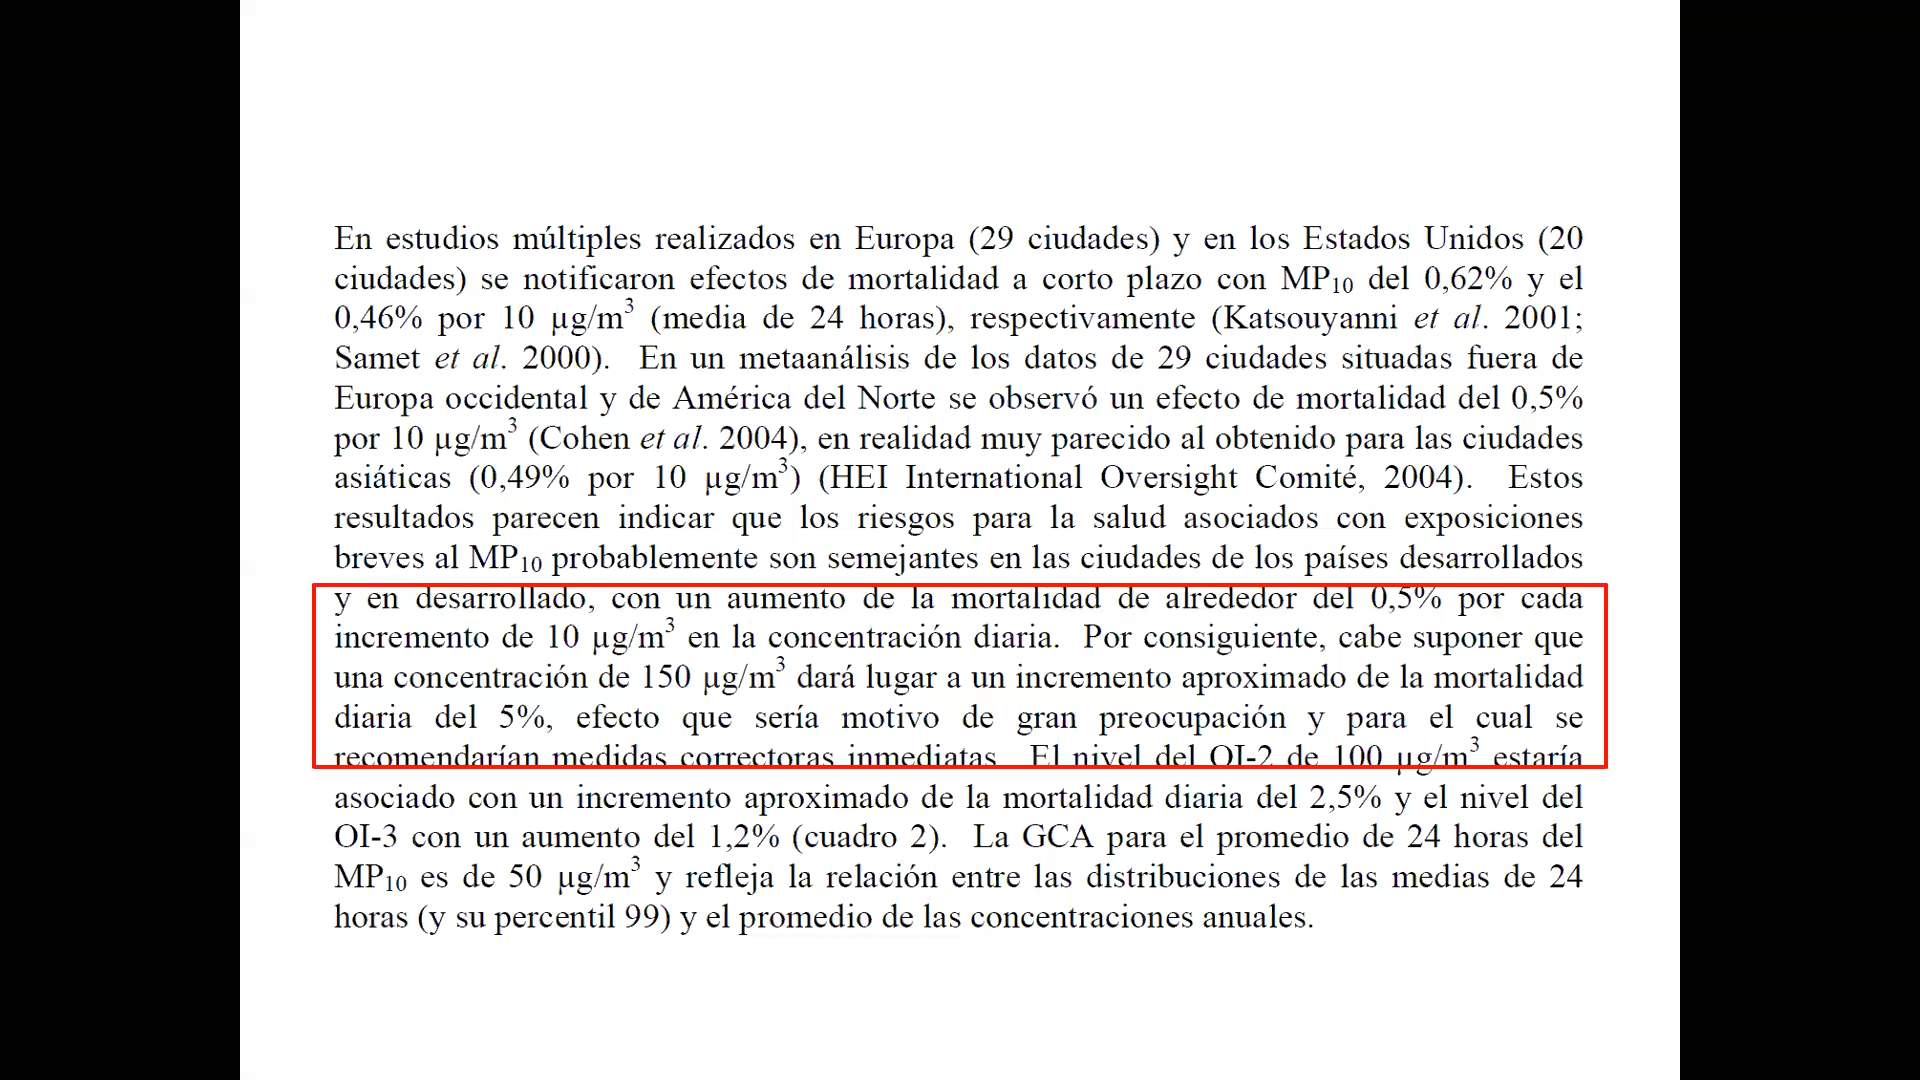 En estudios múltiples realizados en Europa (29 ciudades) y en los Estados Unidos (20
ciudades) se notificaron efectos de mortalidad a corto plazo con MP₁₀ del 0,62% y el
0,46% por 10 µg/m³ (media de 24 horas), respectivamente (Katsouyanni et al. 2001;
Samet et al. 2000). En un metaanálisis de los datos de 29 ciudades situadas fuera de
Europa occidental y de América del Norte se observó un efecto de mortalidad del 0,5%
por 10 µg/m³ (Cohen et al. 2004), en realidad muy parecido al obtenido para las ciudades
asiáticas (0,49% por 10 µg/m³) (HEI International Oversight Comité, 2004). Estos
resultados parecen indicar que los riesgos para la salud asociados con exposiciones
breves al MP₁₀ probablemente son semejantes en las ciudades de los países desarrollados
y en desarrollado, con un aumento de la mortalidad de alrededor del 0,5% por cada
incremento de 10 µg/m³ en la concentración diaria. Por consiguiente, cabe suponer que
una concentración de 150 µg/m³ dará lugar a un incremento aproximado de la mortalidad
diaria del 5%, efecto que sería motivo de gran preocupación y para el cual se
recomendarían medidas correctoras inmediatas. El nivel del OI-2 de 100 µg/m³ estaría
asociado con un incremento aproximado de la mortalidad diaria del 2,5% y el nivel del
OI-3 con un aumento del 1,2% (cuadro 2). La GCA para el promedio de 24 horas del
MP₁₀ es de 50 µg/m³ y refleja la relación entre las distribuciones de las medias de 24
horas (y su percentil 99) y el promedio de las concentraciones anuales.